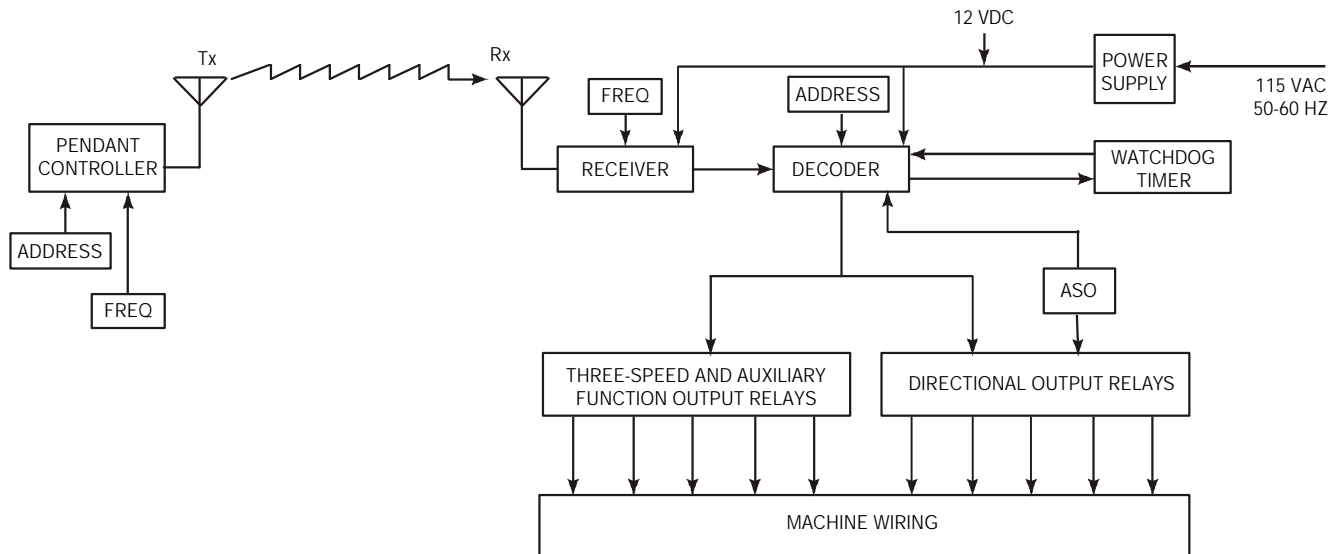 12 VDC
Tx
Rx
POWER
SUPPLY
115 VAC
50-60 HZ
FREQ
ADDRESS
PENDANT
CONTROLLER
RECEIVER
DECODER
WATCHDOG
TIMER
ADDRESS
FREQ
ASO
THREE-SPEED AND AUXILIARY
FUNCTION OUTPUT RELAYS
DIRECTIONAL OUTPUT RELAYS
MACHINE WIRING